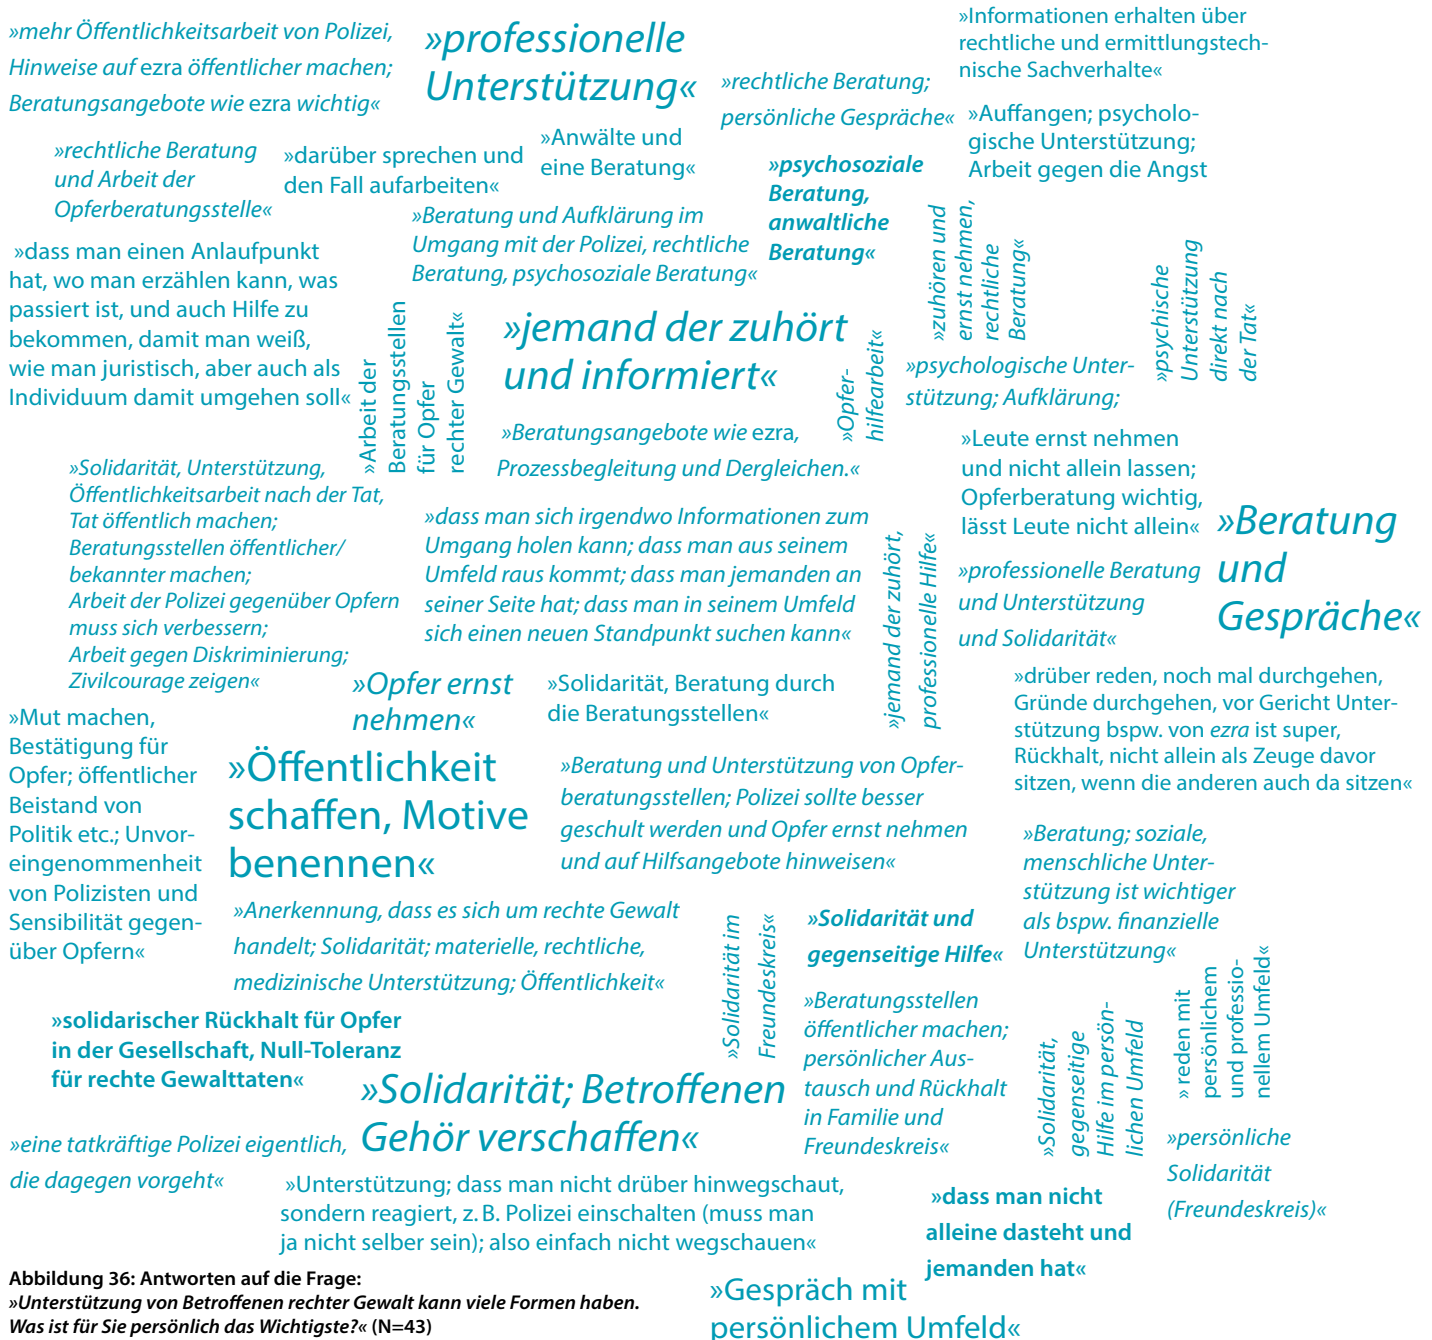 »mehr Öffentlichkeitsarbeit von Polizei,
Hinweise auf ezra öffentlicher machen;
Beratungsangebote wie ezra wichtig«
»professionelle
Unterstützung«
»Informationen erhalten über
rechtliche und ermittlungstech-
nische Sachverhalte«
»rechtliche Beratung;
persönliche Gespräche«
»Auffangen; psycholo-
gische Unterstützung;
Arbeit gegen die Angst
»rechtliche Beratung
und Arbeit der
Opferberatungsstelle«
»darüber sprechen und
den Fall aufarbeiten«
»Anwälte und
eine Beratung«
»psychosoziale
Beratung,
anwaltliche
Beratung«
»Beratung und Aufklärung im
Umgang mit der Polizei, rechtliche
Beratung, psychosoziale Beratung«
»zuhören und
ernst nehmen,
rechtliche
Beratung«
»psychische
Unterstützung
direkt nach
der Tat«
»dass man einen Anlaufpunkt
hat, wo man erzählen kann, was
passiert ist, und auch Hilfe zu
bekommen, damit man weiß,
wie man juristisch, aber auch als
Individuum damit umgehen soll«
»Arbeit der
Beratungsstellen
für Opfer
rechter Gewalt«
»jemand der zuhört
und informiert«
»Opfer-
hilfearbeit«
»psychologische Unter-
stützung; Aufklärung;
»Beratungsangebote wie ezra,
Prozessbegleitung und Dergleichen.«
»Leute ernst nehmen
und nicht allein lassen;
Opferberatung wichtig,
lässt Leute nicht allein«
»Solidarität, Unterstützung,
Öffentlichkeitsarbeit nach der Tat,
Tat öffentlich machen;
Beratungsstellen öffentlicher/
bekannter machen;
Arbeit der Polizei gegenüber Opfern
muss sich verbessern;
Arbeit gegen Diskriminierung;
Zivilcourage zeigen«
»dass man sich irgendwo Informationen zum
Umgang holen kann; dass man aus seinem
Umfeld raus kommt; dass man jemanden an
seiner Seite hat; dass man in seinem Umfeld
sich einen neuen Standpunkt suchen kann«
»jemand der zuhört,
professionelle Hilfe«
»Beratung
und
Gespräche«
»professionelle Beratung
und Unterstützung
und Solidarität«
»Opfer ernst
nehmen«
»Solidarität, Beratung durch
die Beratungsstellen«
»drüber reden, noch mal durchgehen,
Gründe durchgehen, vor Gericht Unter-
stützung bspw. von ezra ist super,
Rückhalt, nicht allein als Zeuge davor
sitzen, wenn die anderen auch da sitzen«
»Mut machen,
Bestätigung für
Opfer; öffentlicher
Beistand von
Politik etc.; Unvor-
eingenommenheit
von Polizisten und
Sensibilität gegen-
über Opfern«
»Öffentlichkeit
schaffen, Motive
benennen«
»Beratung und Unterstützung von Opfer-
beratungsstellen; Polizei sollte besser
geschult werden und Opfer ernst nehmen
und auf Hilfsangebote hinweisen«
»Beratung; soziale,
menschliche Unter-
stützung ist wichtiger
als bspw. finanzielle
Unterstützung«
»Anerkennung, dass es sich um rechte Gewalt
handelt; Solidarität; materielle, rechtliche,
medizinische Unterstützung; Öffentlichkeit«
»Solidarität im
Freundeskreis«
»Solidarität und
gegenseitige Hilfe«
»solidarischer Rückhalt für Opfer
in der Gesellschaft, Null-Toleranz
für rechte Gewalttaten«
»Beratungsstellen
öffentlicher machen;
persönlicher Aus-
tausch und Rückhalt
in Familie und
Freundeskreis«
»Solidarität,
gegenseitige
Hilfe im persön-
lichen Umfeld
» reden mit
persönlichem
und professio-
nellem Umfeld«
»Solidarität; Betroffenen
Gehör verschaffen«
»eine tatkräftige Polizei eigentlich,
die dagegen vorgeht«
»persönliche
Solidarität
(Freundeskreis)«
»Unterstützung; dass man nicht drüber hinwegschaut,
sondern reagiert, z. B. Polizei einschalten (muss man
ja nicht selber sein); also einfach nicht wegschauen«
»dass man nicht
alleine dasteht und
jemanden hat«
»Gespräch mit
persönlichem Umfeld«
Abbildung 36: Antworten auf die Frage:
»Unterstützung von Betroffenen rechter Gewalt kann viele Formen haben.
Was ist für Sie persönlich das Wichtigste?« (N=43)